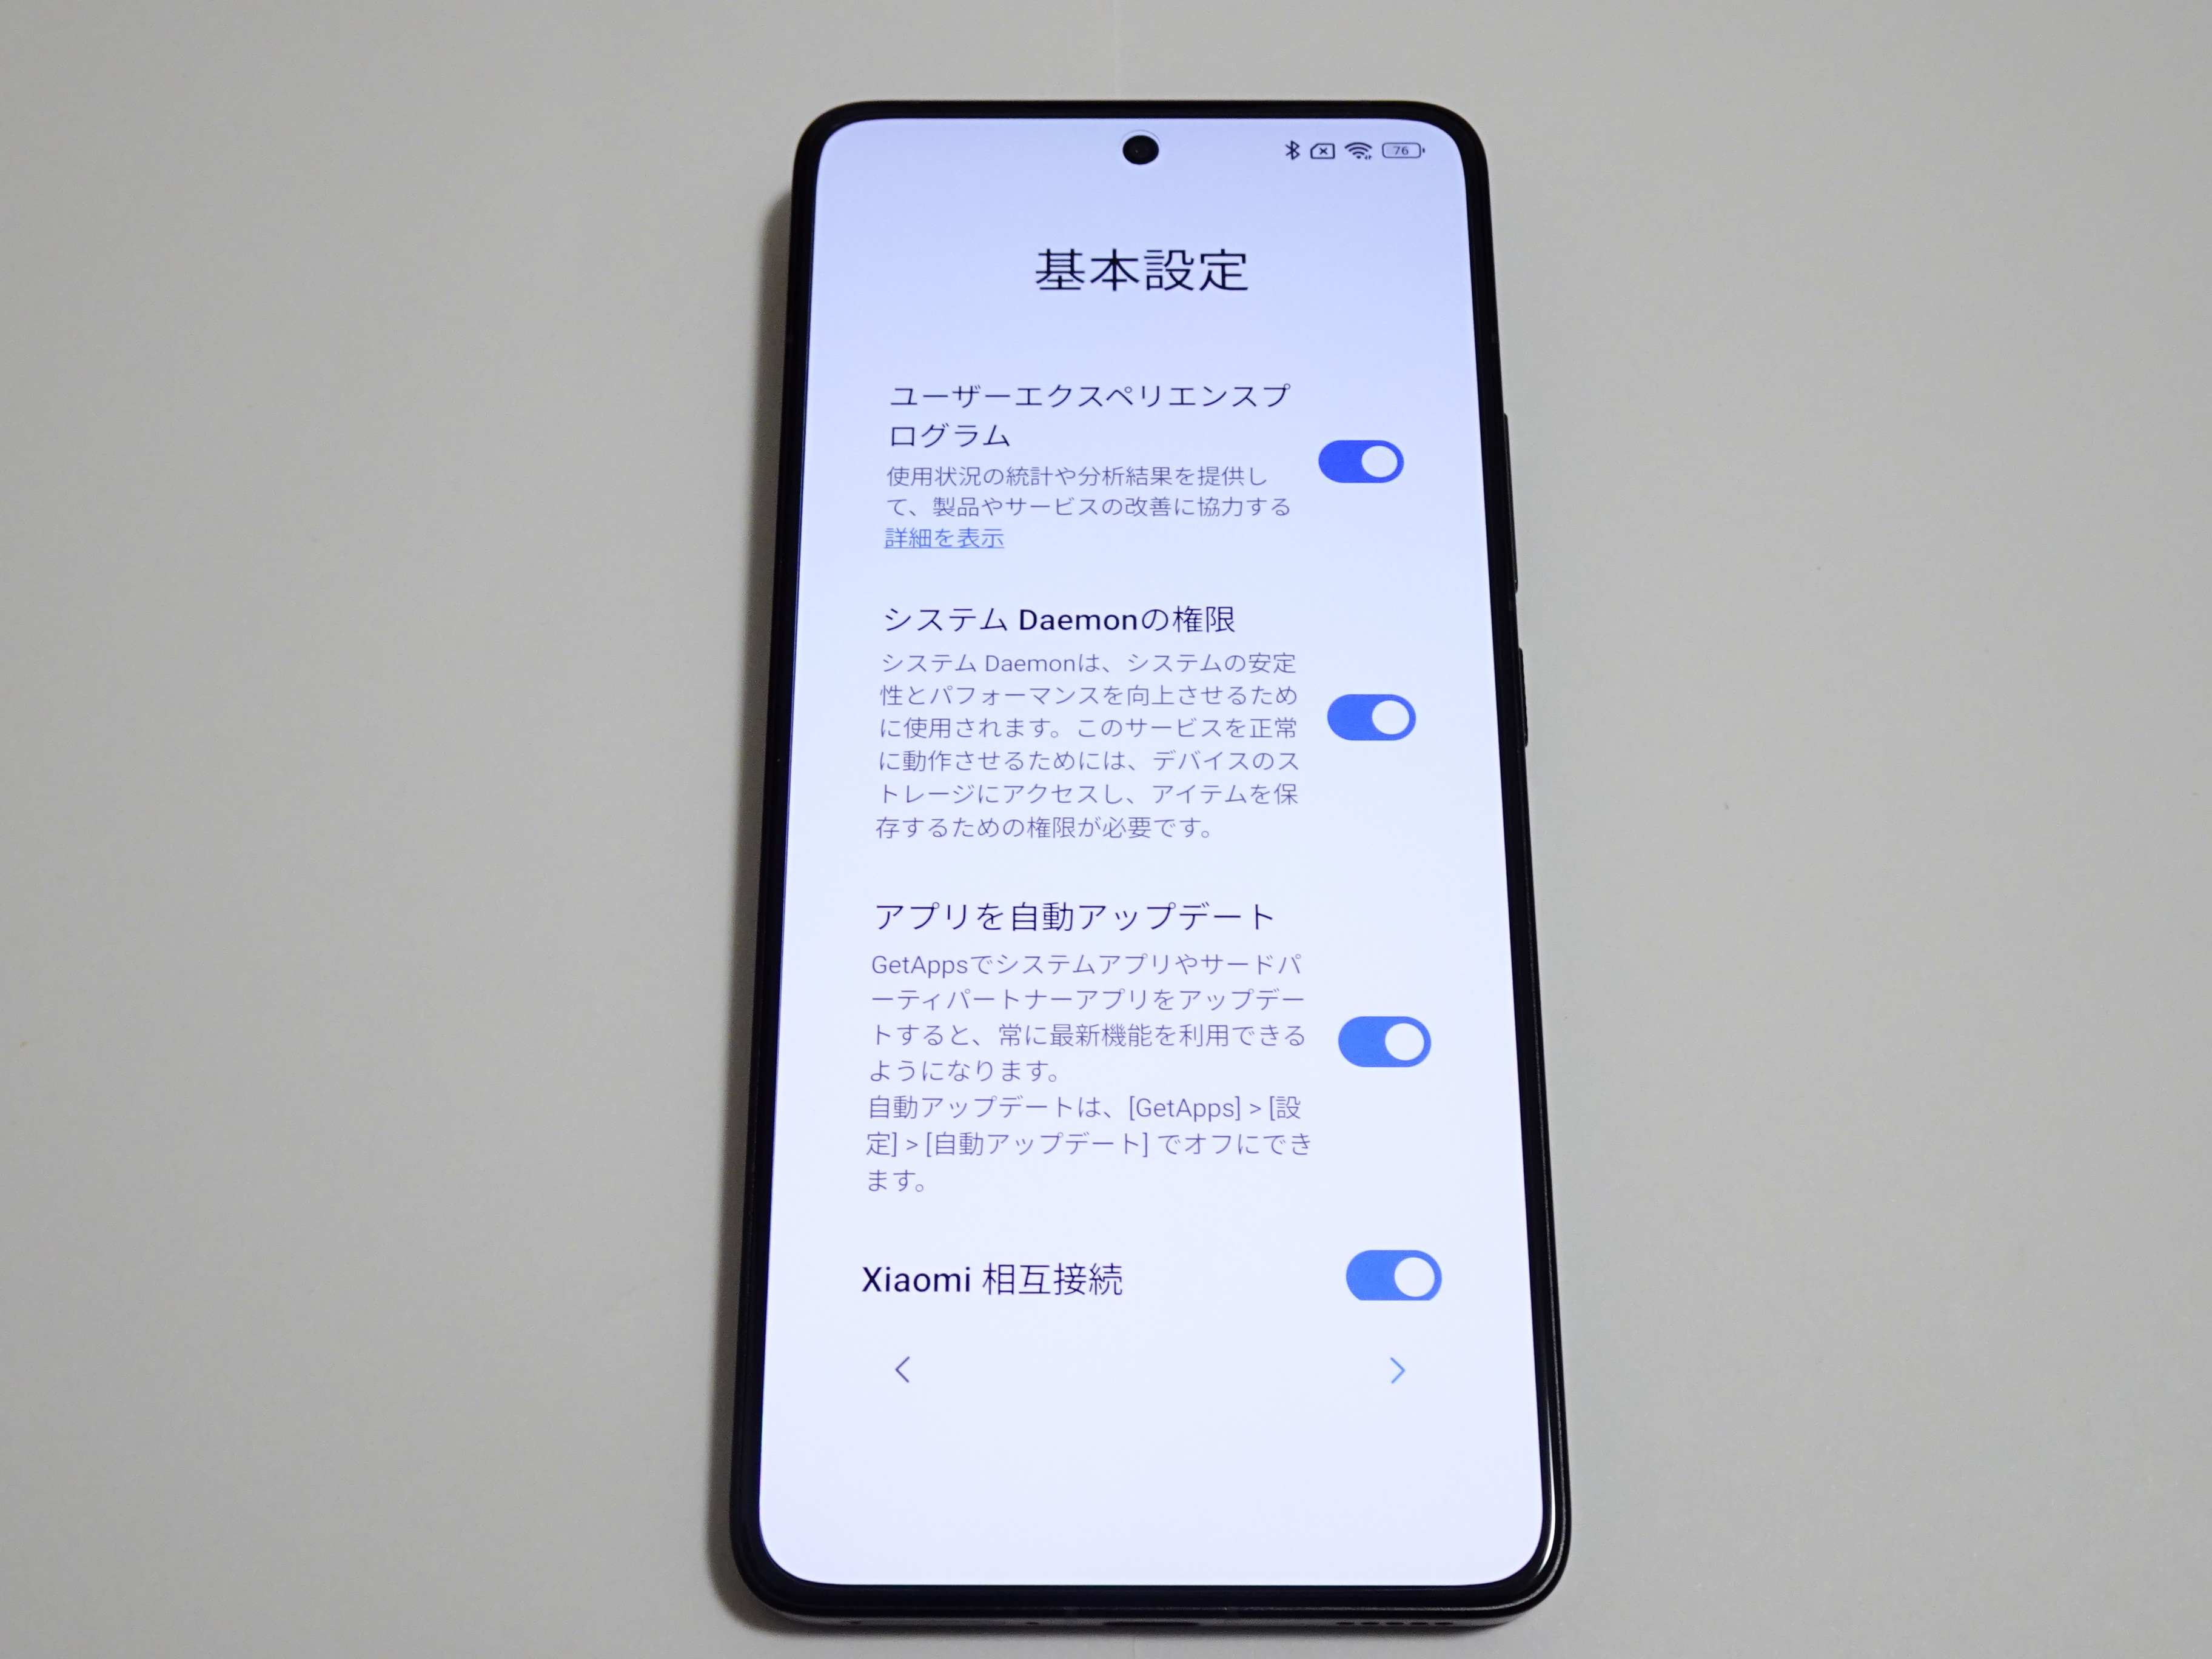 76
基本設定
ユーザーエクスペリエンスプ
ログラム
使用状況の統計や分析結果を提供し
て、製品やサービスの改善に協力する
詳細を表示
システム Daemonの権限
システム Daemonは、システムの安定
性とパフォーマンスを向上させるため
に使用されます。このサービスを正常
に動作させるためには、デバイスのス
トレージにアクセスし、アイテムを保
存するための権限が必要です。
アプリを自動アップデート
GetAppsでシステムアプリやサードパ
ーティパートナーアプリをアップデー
トすると、常に最新機能を利用できる
ようになります。
自動アップデートは、[GetApps] > [設
定] > [自動アップデート] でオフにでき
ます。
Xiaomi 相互接続